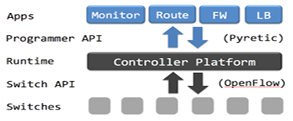 Apps Monitor Route FW LB
Programmer API (Pyretic)
Runtime Controller Platform
Switch API (OpenFlow)
Switches